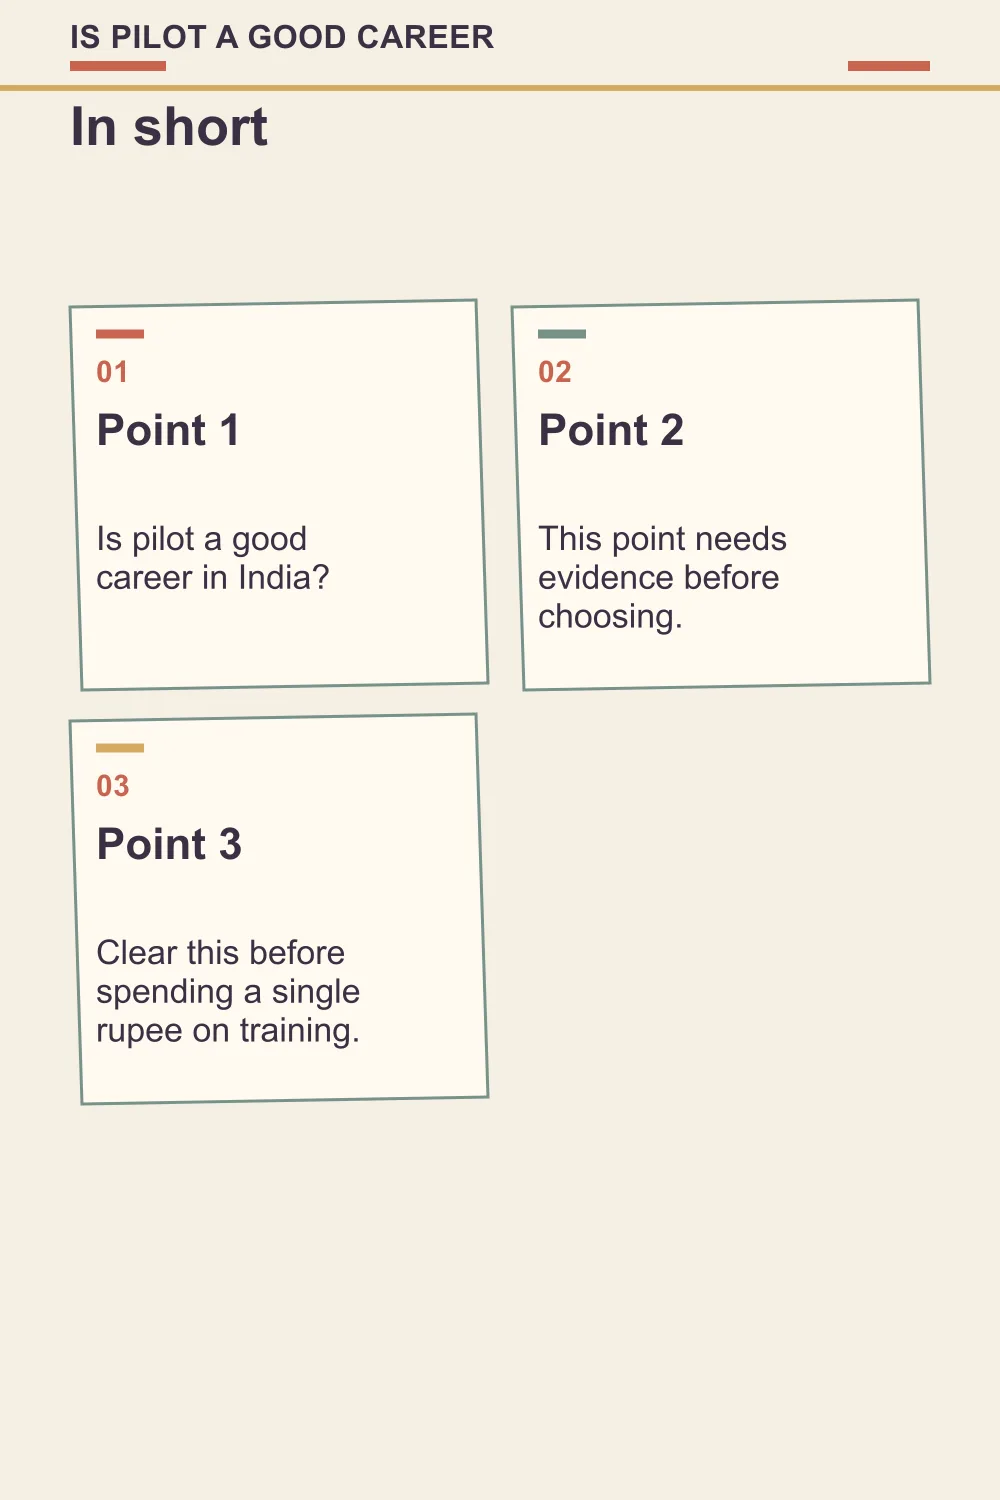 IS PILOT A GOOD CAREER
In short
01
Point 1
Is pilot a good
career in India?
02
Point 2
This point needs
evidence before
choosing.
03
Point 3
Clear this before
spending a single
rupee on training.